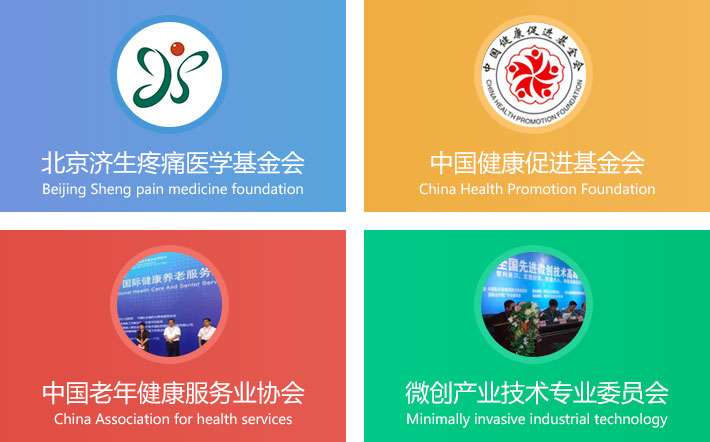 北京济生疼痛医学基金会
Beijing Sheng pain medicine foundation
中国健康促进基金会
CHINA HEALTH PROMOTION FOUNDATION
中国健康促进基金会
China Health Promotion Foundation
国际健康养老服务
onal Health Care And Senior Serv
中国老年健康服务业协会
China Association for health services
全国先进微创技术高
微创产业技术专业委员会
Minimally invasive industrial technology